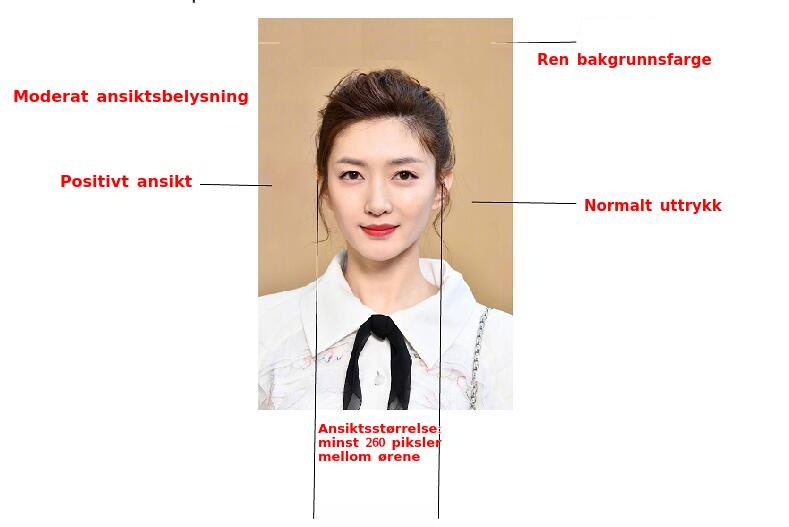 Ren bakgrunnsfarge
Moderat ansiktsbelysning
Positivt ansikt
Normalt uttrykk
Ansiktsstørrelse:
minst 260 piksler
mellom ørene